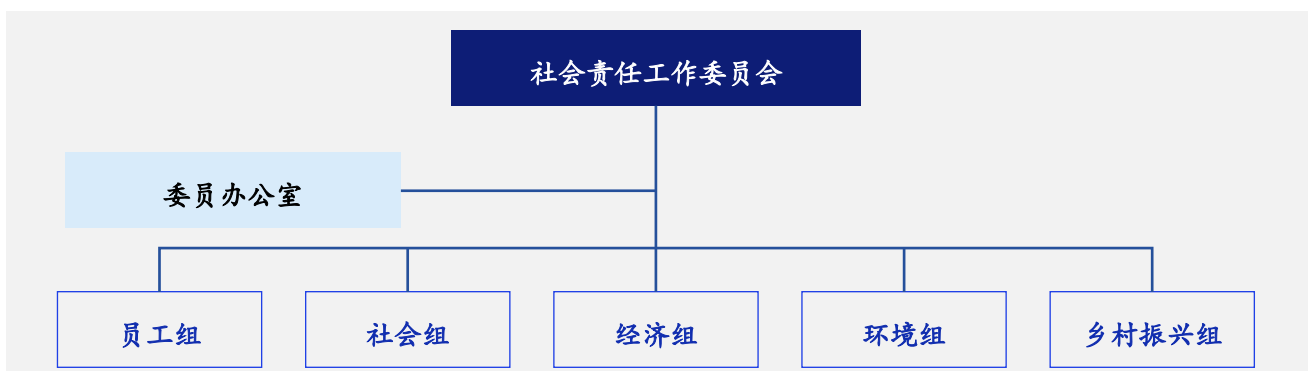 社会责任工作委员会
委员办公室
员工组
社会组
经济组
环境组
乡村振兴组